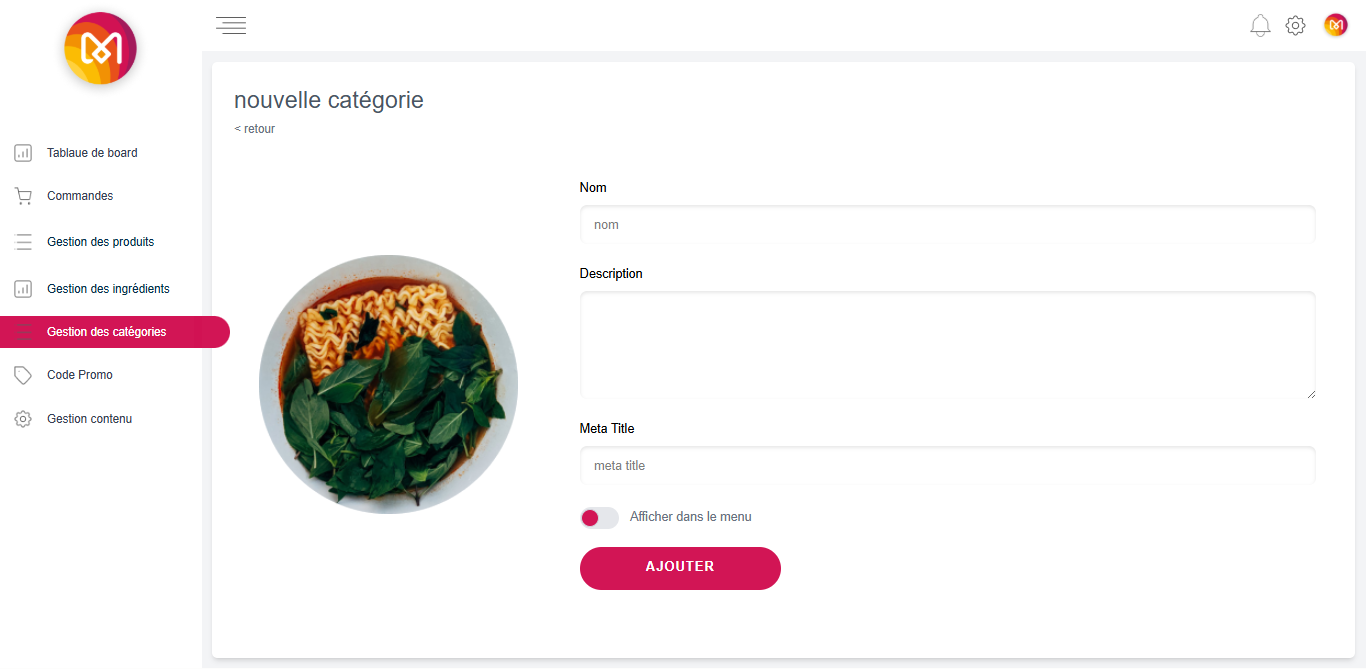 nouvelle catégorie
< retour
Tablaue de board
Commandes
Gestion des produits
Gestion des ingrédients
Gestion des catégories
Code Promo
Gestion contenu
Nom
nom
Description
Meta Title
meta title
Afficher dans le menu
AJOUTER